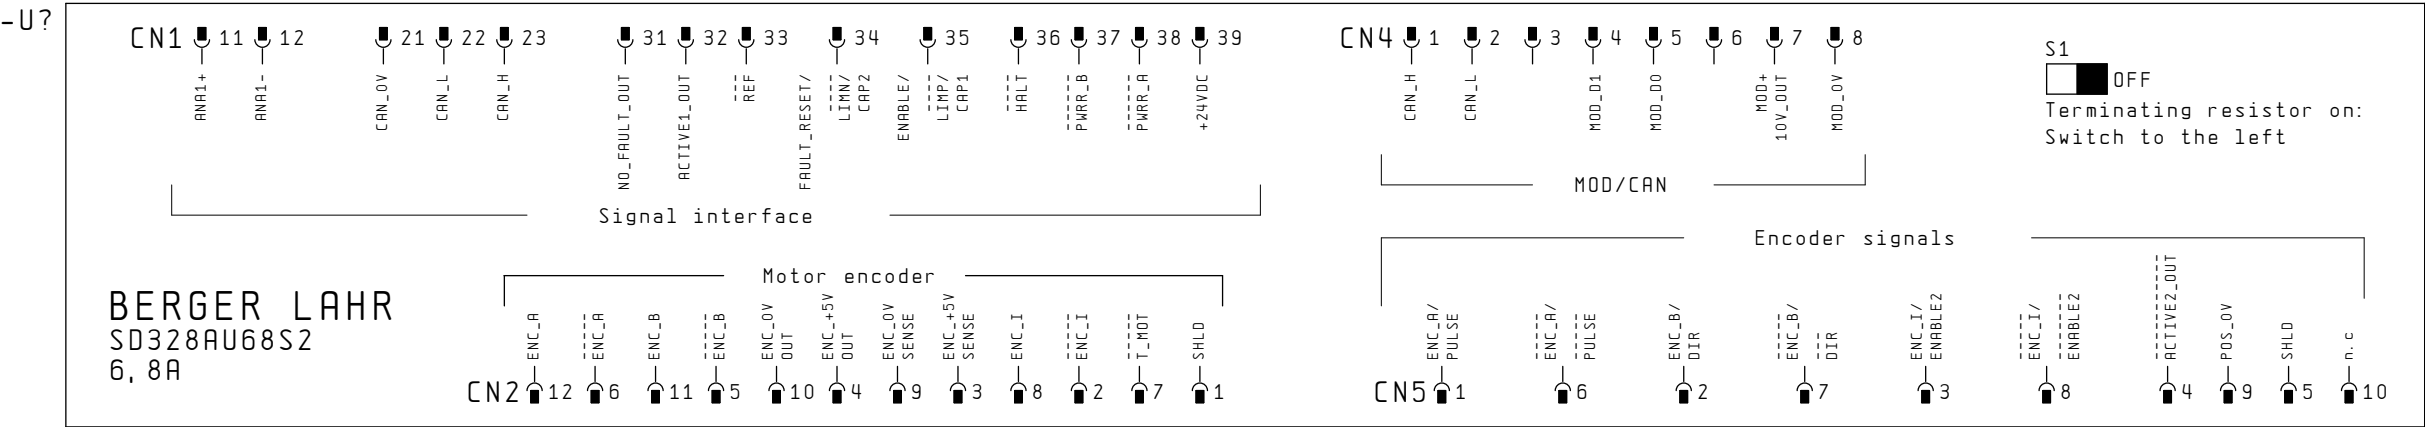 -U?
CN1 11 12 21 22 23 31 32 33 34 35 36 37 38 39
ANA1+
ANA1-
CAN_0V
CAN_L
CAN_H
NO_FAULT_OUT
ACTIVE1_OUT
REF
FAULT_RESET/
LIMN/
CAP2
ENABLE/
LIMP/
CAP1
HALT
PWRR_B
PWRR_A
+24VDC
Signal interface
CN4 1 2 3 4 5 6 7 8
CAN_H
CAN_L
MOD_D1
MOD_D0
MOD+
10V_OUT
MOD_0V
MOD/CAN
S1
OFF
Terminating resistor on:
Switch to the left
BERGER LAHR
SD328AU68S2
6,8A
Motor encoder
ENC_A
ENC_A
ENC_B
ENC_B
ENC_0V
OUT
ENC_+5V
OUT
ENC_0V
SENSE
ENC_+5V
SENSE
ENC_I
ENC_I
T_MOT
SHLD
CN2 12 6 11 5 10 4 9 3 8 2 7 1
Encoder signals
ENC_A/
PULSE
ENC_A/
PULSE
ENC_B/
DIR
ENC_B/
DIR
ENC_I/
ENABLE2
ENC_I/
ENABLE2
ACTIVE2_OUT
POS_0V
SHLD
n.c
CN5 1 6 2 7 3 8 4 9 5 10